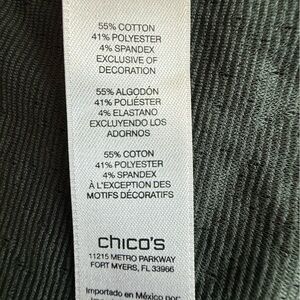 55% COTTON
41% POLYESTER
4% SPANDEX
EXCLUSIVE OF
DECORATION
55% ALGODÓN
41% POLIÉSTER
4% ELASTANO
EXCLUYENDO LOS
ADORNOS
55% COTON
41% POLYESTER
4% SPANDEX
À L'EXCEPTION DES
MOTIFS DÉCORATIFS
chico's
11215 METRO PARKWAY
FORT MYERS, FL 33966
Importado en México por: